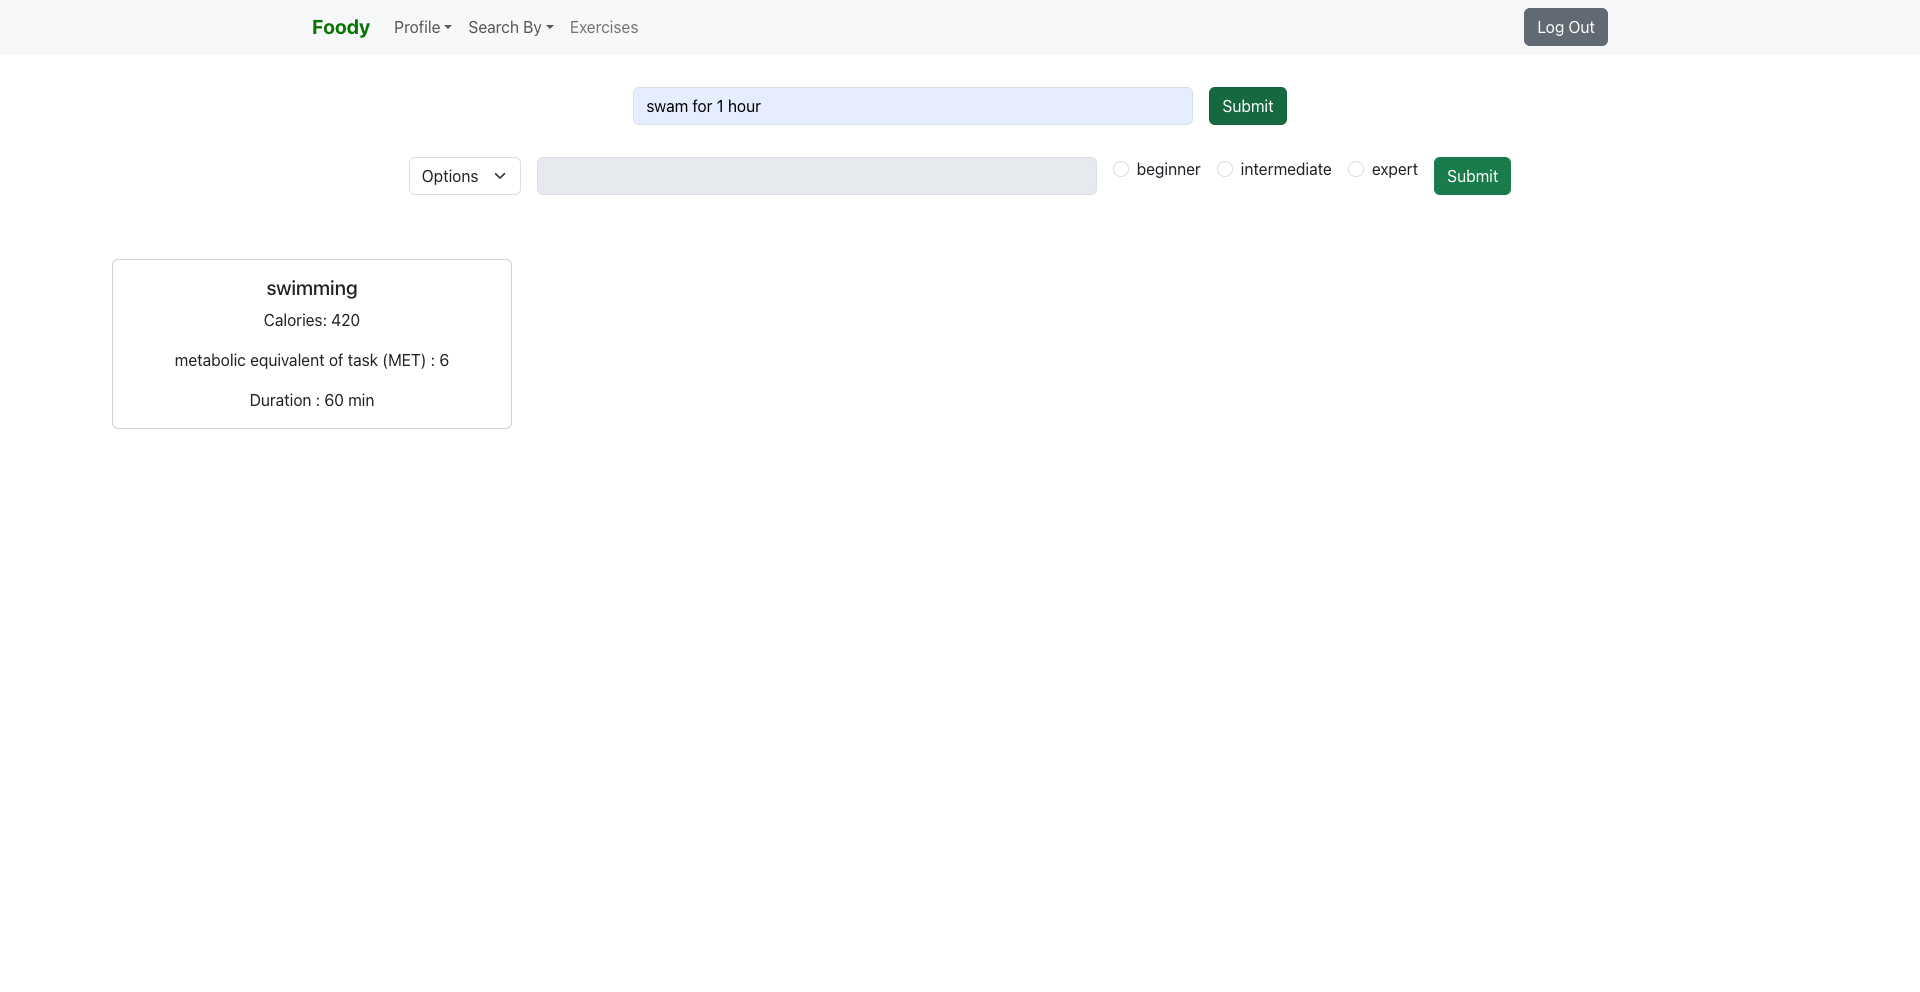 Foody Profile Search By Exercises Log Out
swam for 1 hour Submit
Options beginner intermediate expert Submit
swimming
Calories: 420
metabolic equivalent of task (MET) : 6
Duration : 60 min